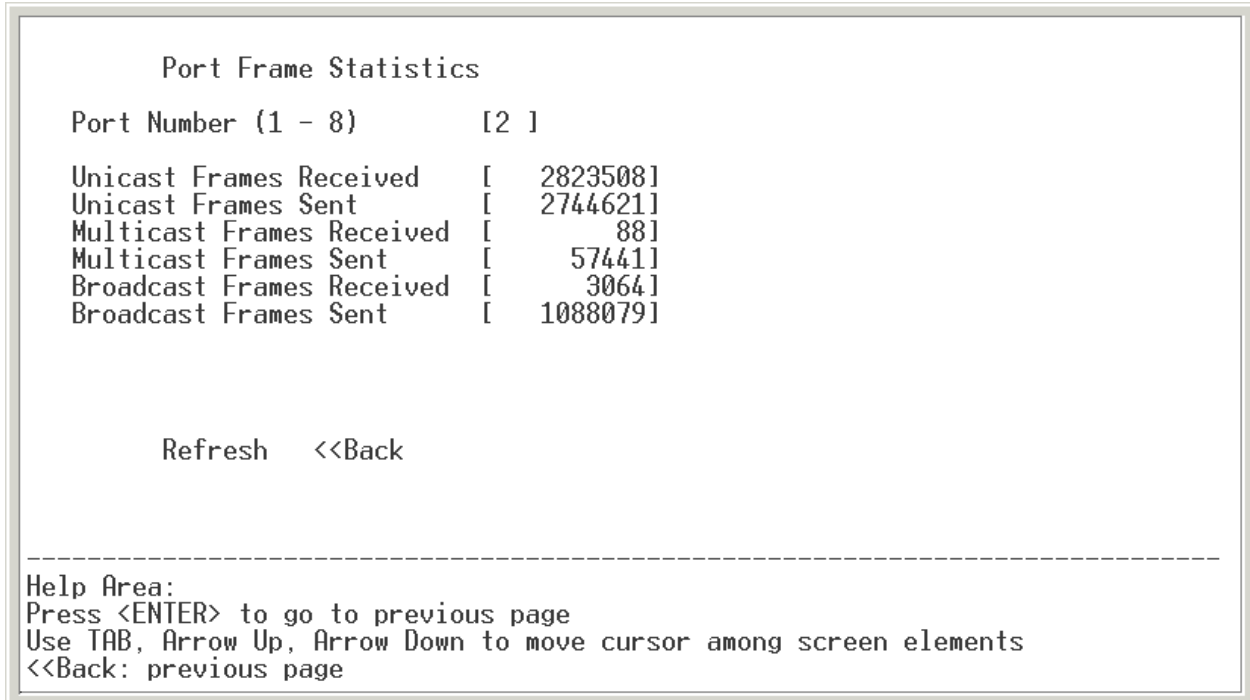 Port Frame Statistics
Port Number (1 - 8) [2 ]
Unicast Frames Received [ 2823508]
Unicast Frames Sent [ 2744621]
Multicast Frames Received [ 88]
Multicast Frames Sent [ 57441]
Broadcast Frames Received [ 3064]
Broadcast Frames Sent [ 1088079]
Refresh <<Back
--------------------------------------------------------------------------------
Help Area:
Press <ENTER> to go to previous page
Use TAB, Arrow Up, Arrow Down to move cursor among screen elements
<<Back: previous page